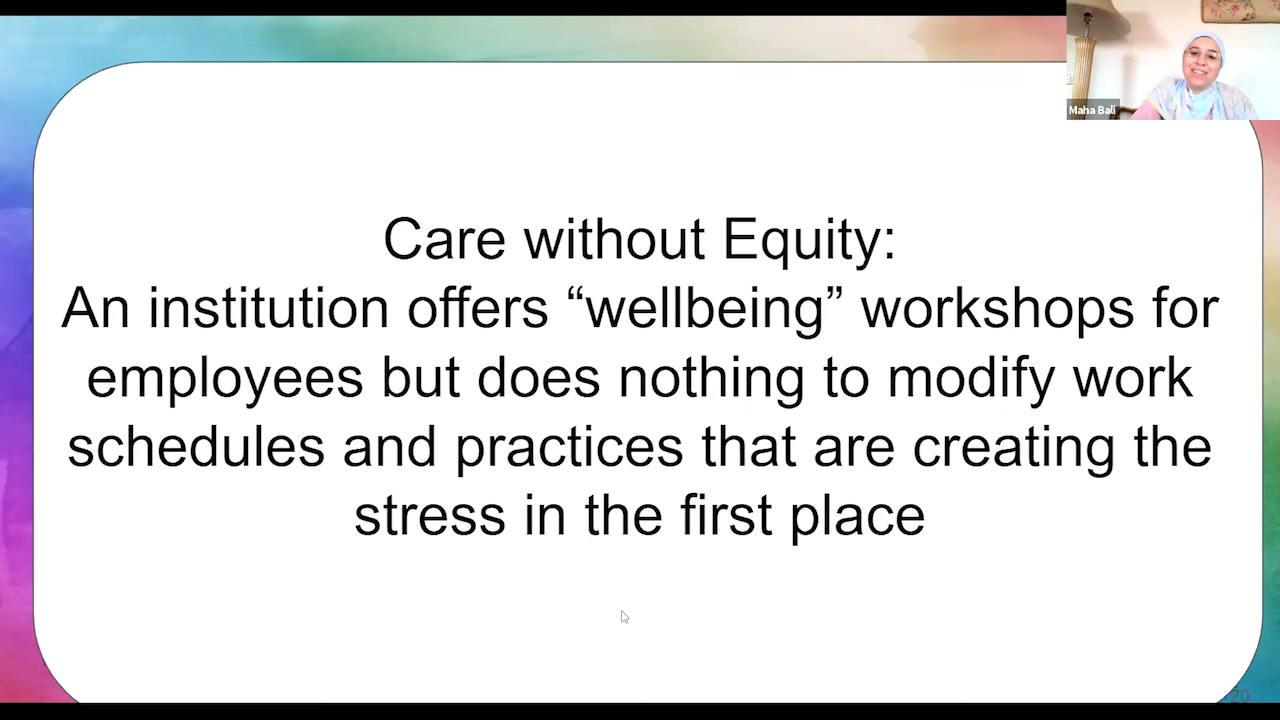 Maha Bali
Care without Equity:
An institution offers “wellbeing” workshops for
employees but does nothing to modify work
schedules and practices that are creating the
stress in the first place
20